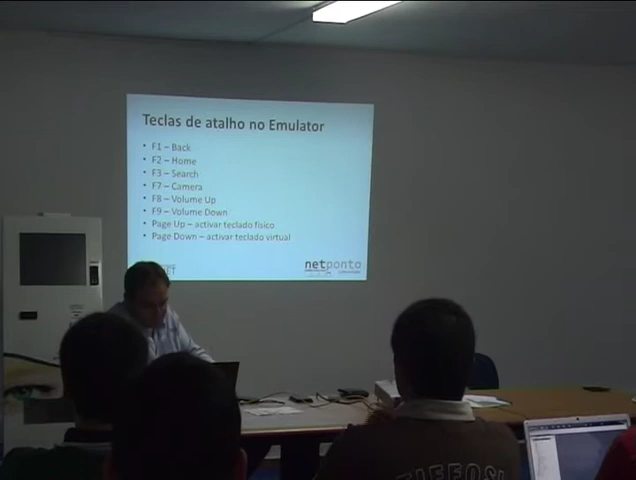 Teclas de atalho no Emulator
• F1 – Back
• F2 – Home
• F3 – Search
• F7 – Camera
• F8 – Volume Up
• F9 – Volume Down
• Page Up – activar teclado físico
• Page Down – activar teclado virtual
netponto